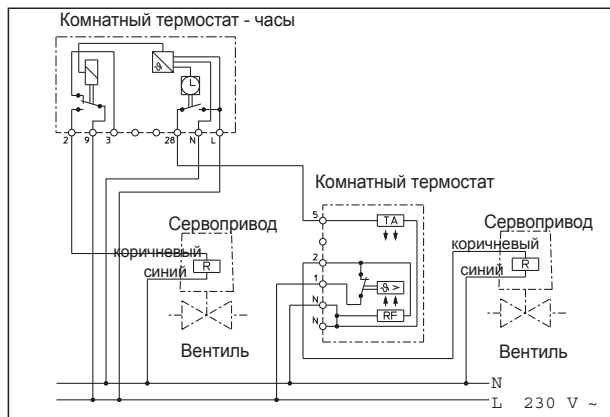 Комнатный термостат - часы
ϑ
2 9 3 28 N L
Комнатный термостат
5 TA
Сервопривод
коричневый
R
синий
2
1 ϑ >
N RF
N
Сервопривод
коричневый
R
синий
Вентиль
Вентиль
N
L 230 V ~